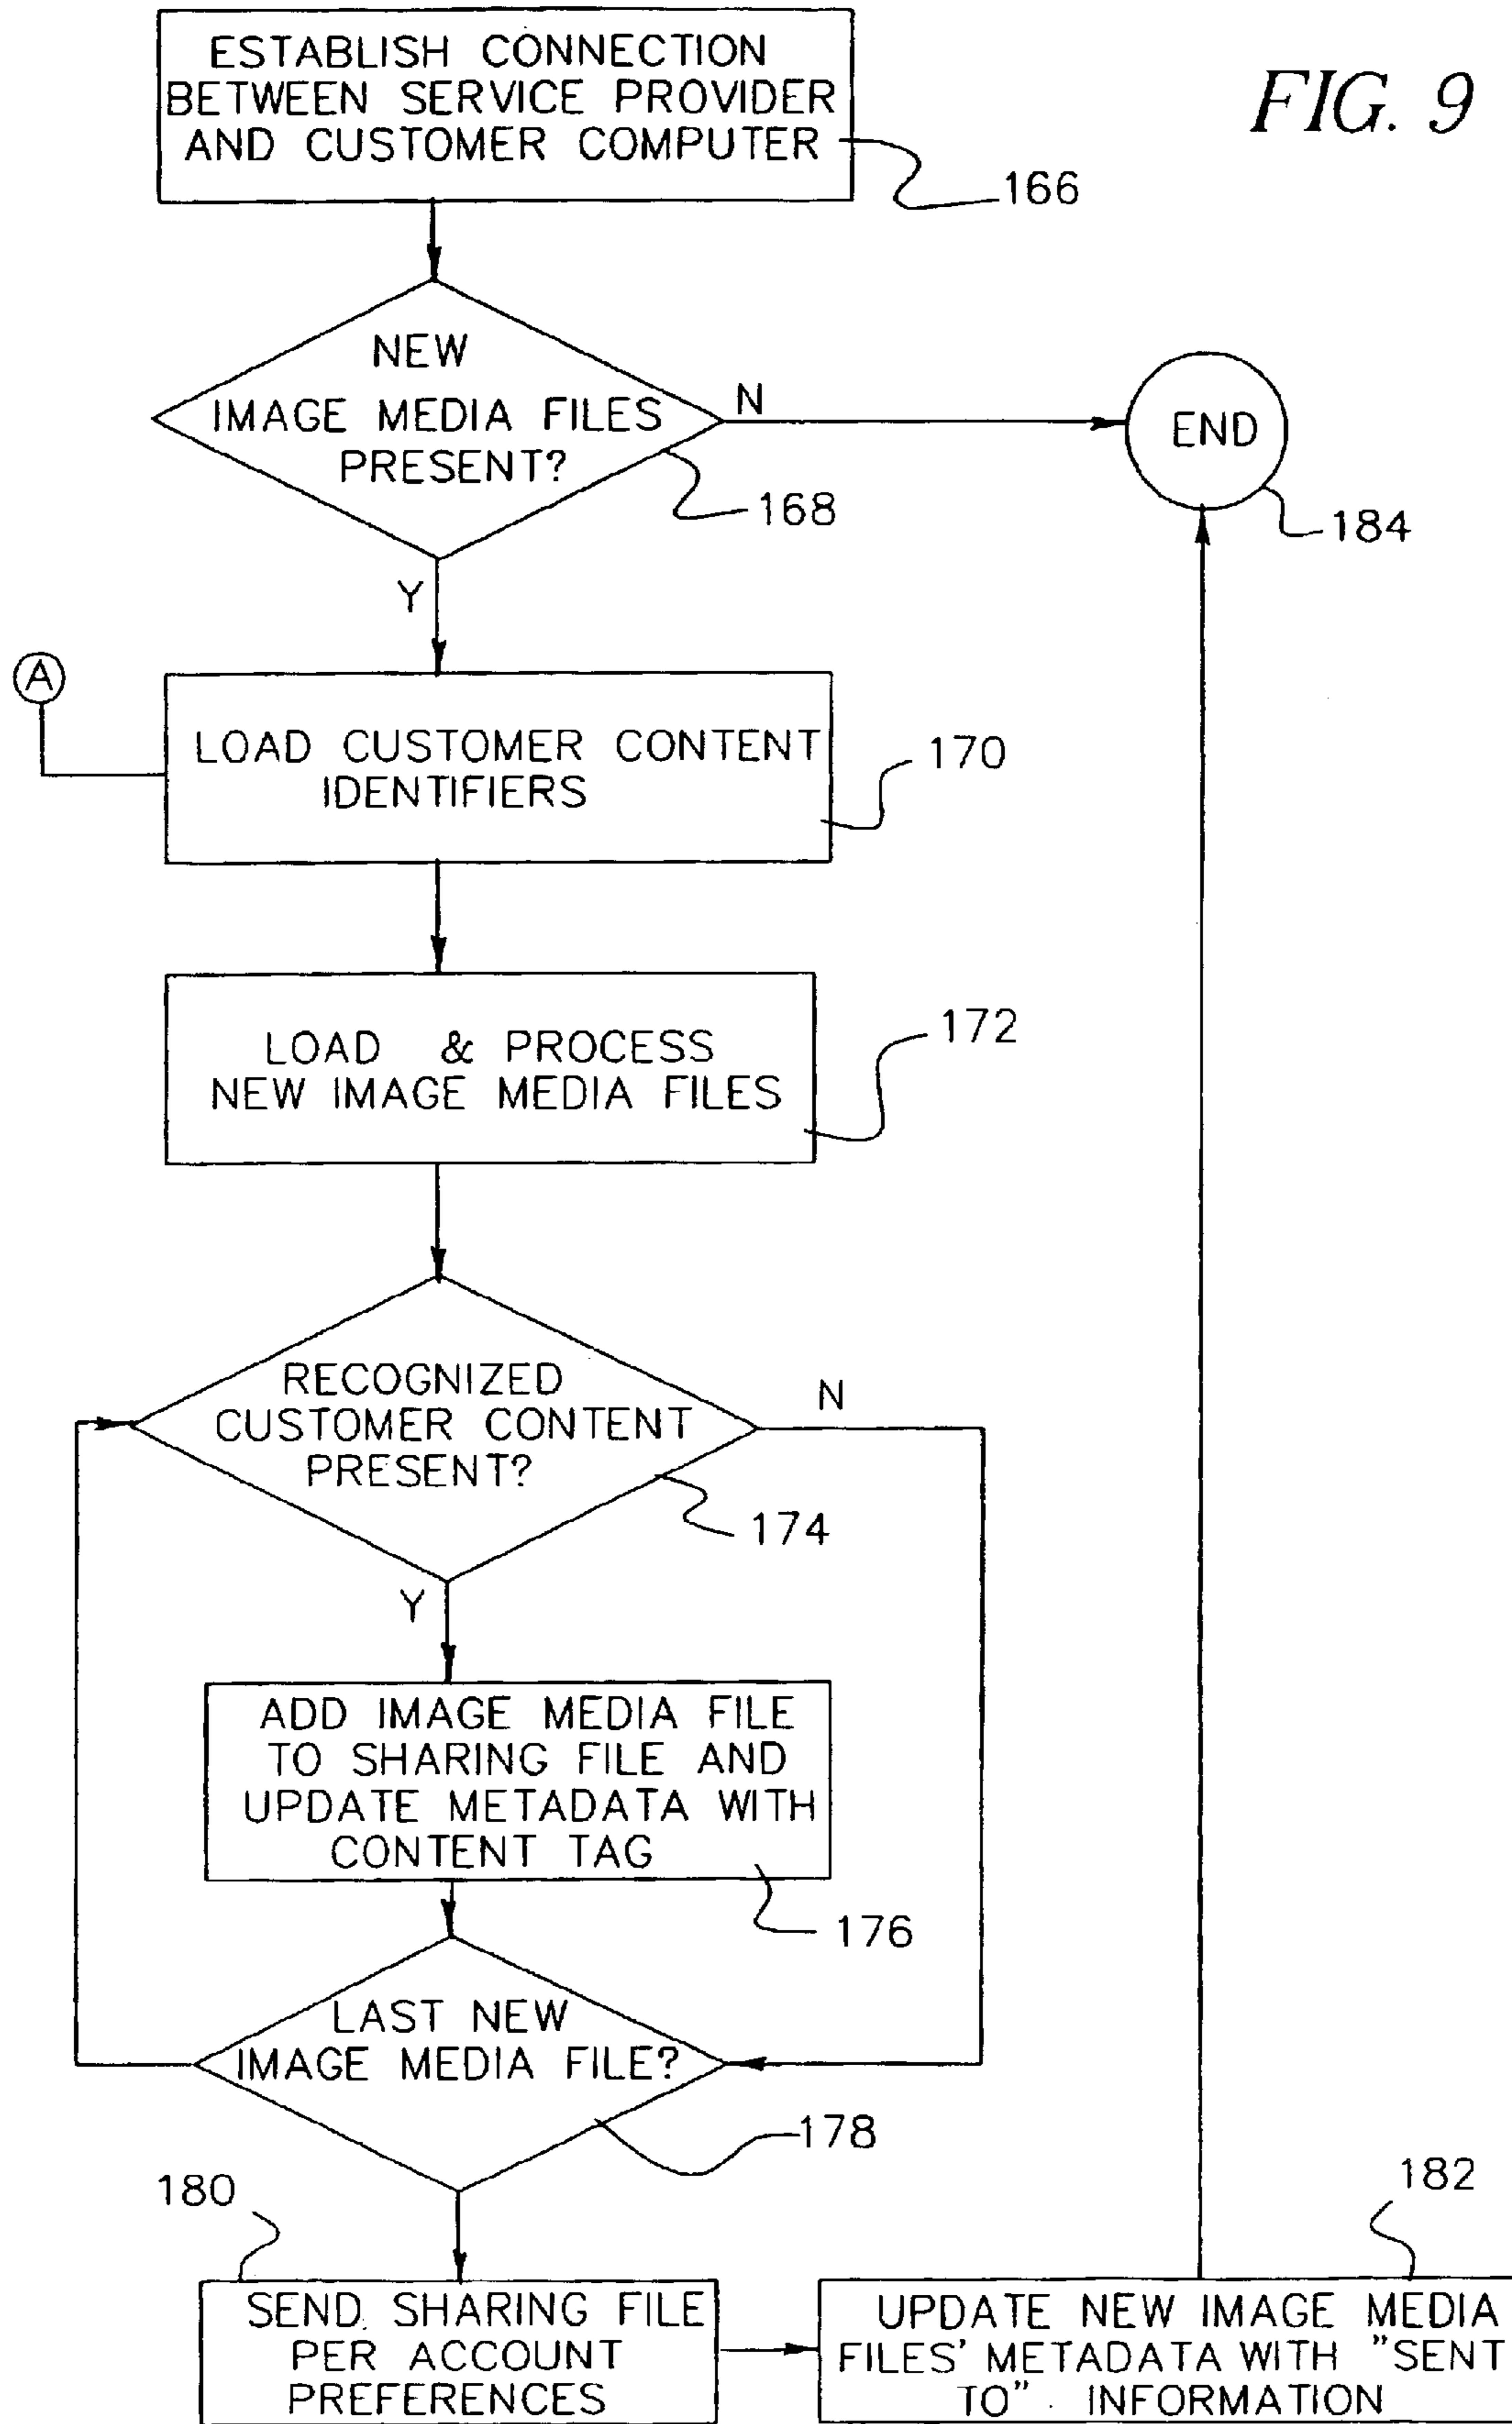 FIG. 9
ESTABLISH CONNECTION
BETWEEN SERVICE PROVIDER
AND CUSTOMER COMPUTER
166
NEW
IMAGE MEDIA FILES
PRESENT?
N
168
END
184
Y
A
LOAD CUSTOMER CONTENT
IDENTIFIERS
170
LOAD & PROCESS
NEW IMAGE MEDIA FILES
172
RECOGNIZED
CUSTOMER CONTENT
PRESENT?
N
174
Y
ADD IMAGE MEDIA FILE
TO SHARING FILE AND
UPDATE METADATA WITH
CONTENT TAG
176
LAST NEW
IMAGE MEDIA FILE?
178
180
SEND SHARING FILE
PER ACCOUNT
PREFERENCES
182
UPDATE NEW IMAGE MEDIA
FILES' METADATA WITH "SENT
TO" INFORMATION